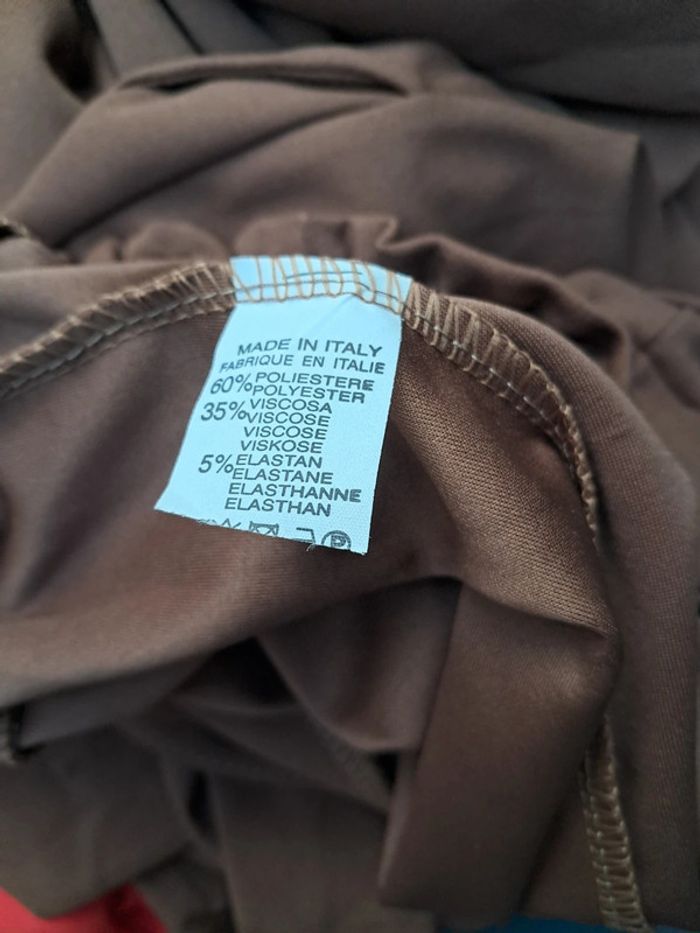 MADE IN ITALY
FABRIQUE EN ITALIE
60% POLIESTERE
POLYESTER
35% VISCOSA
VISCOSE
VISCOSE
VISKOSE
5% ELASTAN
ELASTANE
ELASTHANNE
ELASTHAN
P